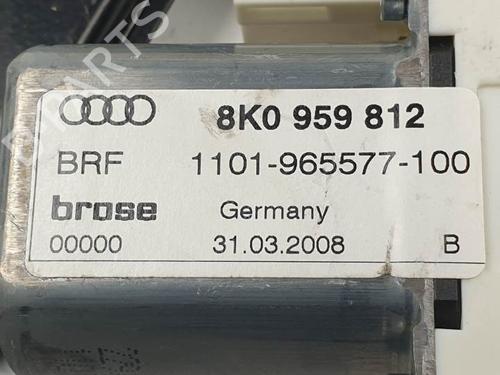 8K0 959 812
BRF 1101-965577-100
brose Germany
00000 31.03.2008 B